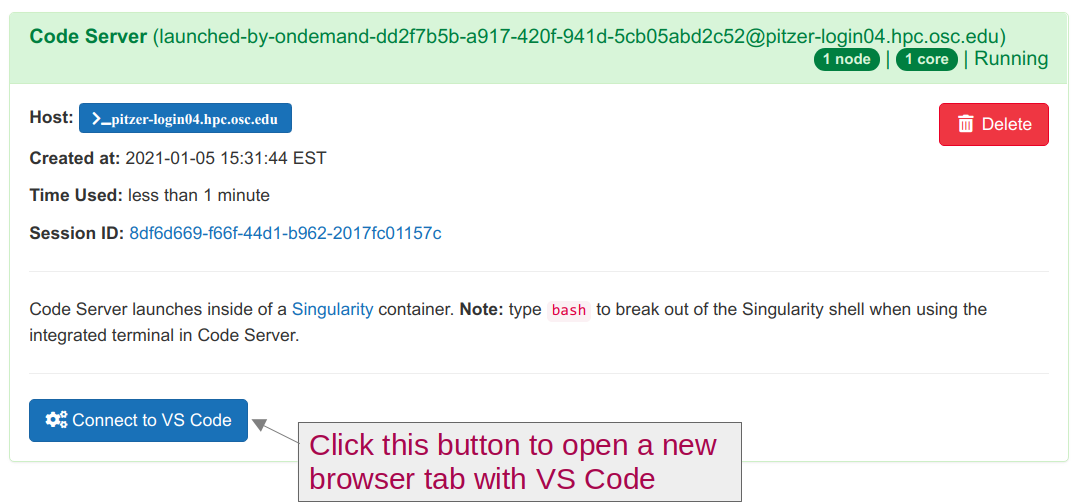 Code Server (launched-by-ondemand-dd2f7b5b-a917-420f-941d-5cb05abd2c52@pitzer-login04.hpc.osc.edu)
1 node | 1 core | Running
Host: >_pitzer-login04.hpc.osc.edu
Delete
Created at: 2021-01-05 15:31:44 EST
Time Used: less than 1 minute
Session ID: 8df6d669-f66f-44d1-b962-2017fc01157c
Code Server launches inside of a Singularity container. Note: type bash to break out of the Singularity shell when using the
integrated terminal in Code Server.
Connect to VS Code
Click this button to open a new
browser tab with VS Code